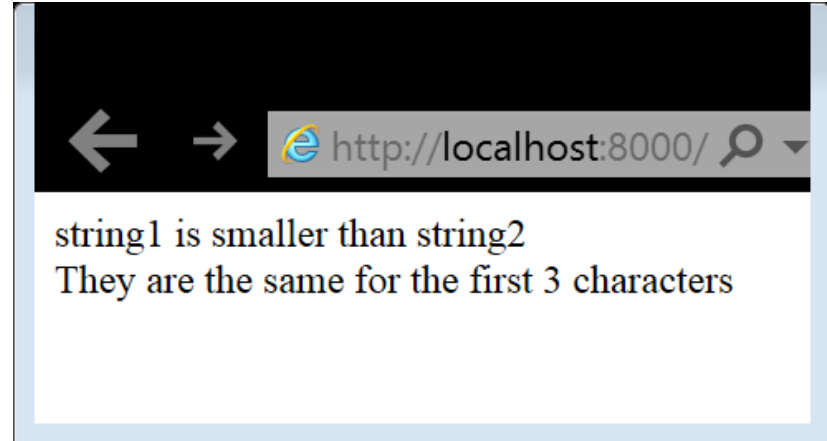 http://localhost:8000/
string1 is smaller than string2
They are the same for the first 3 characters